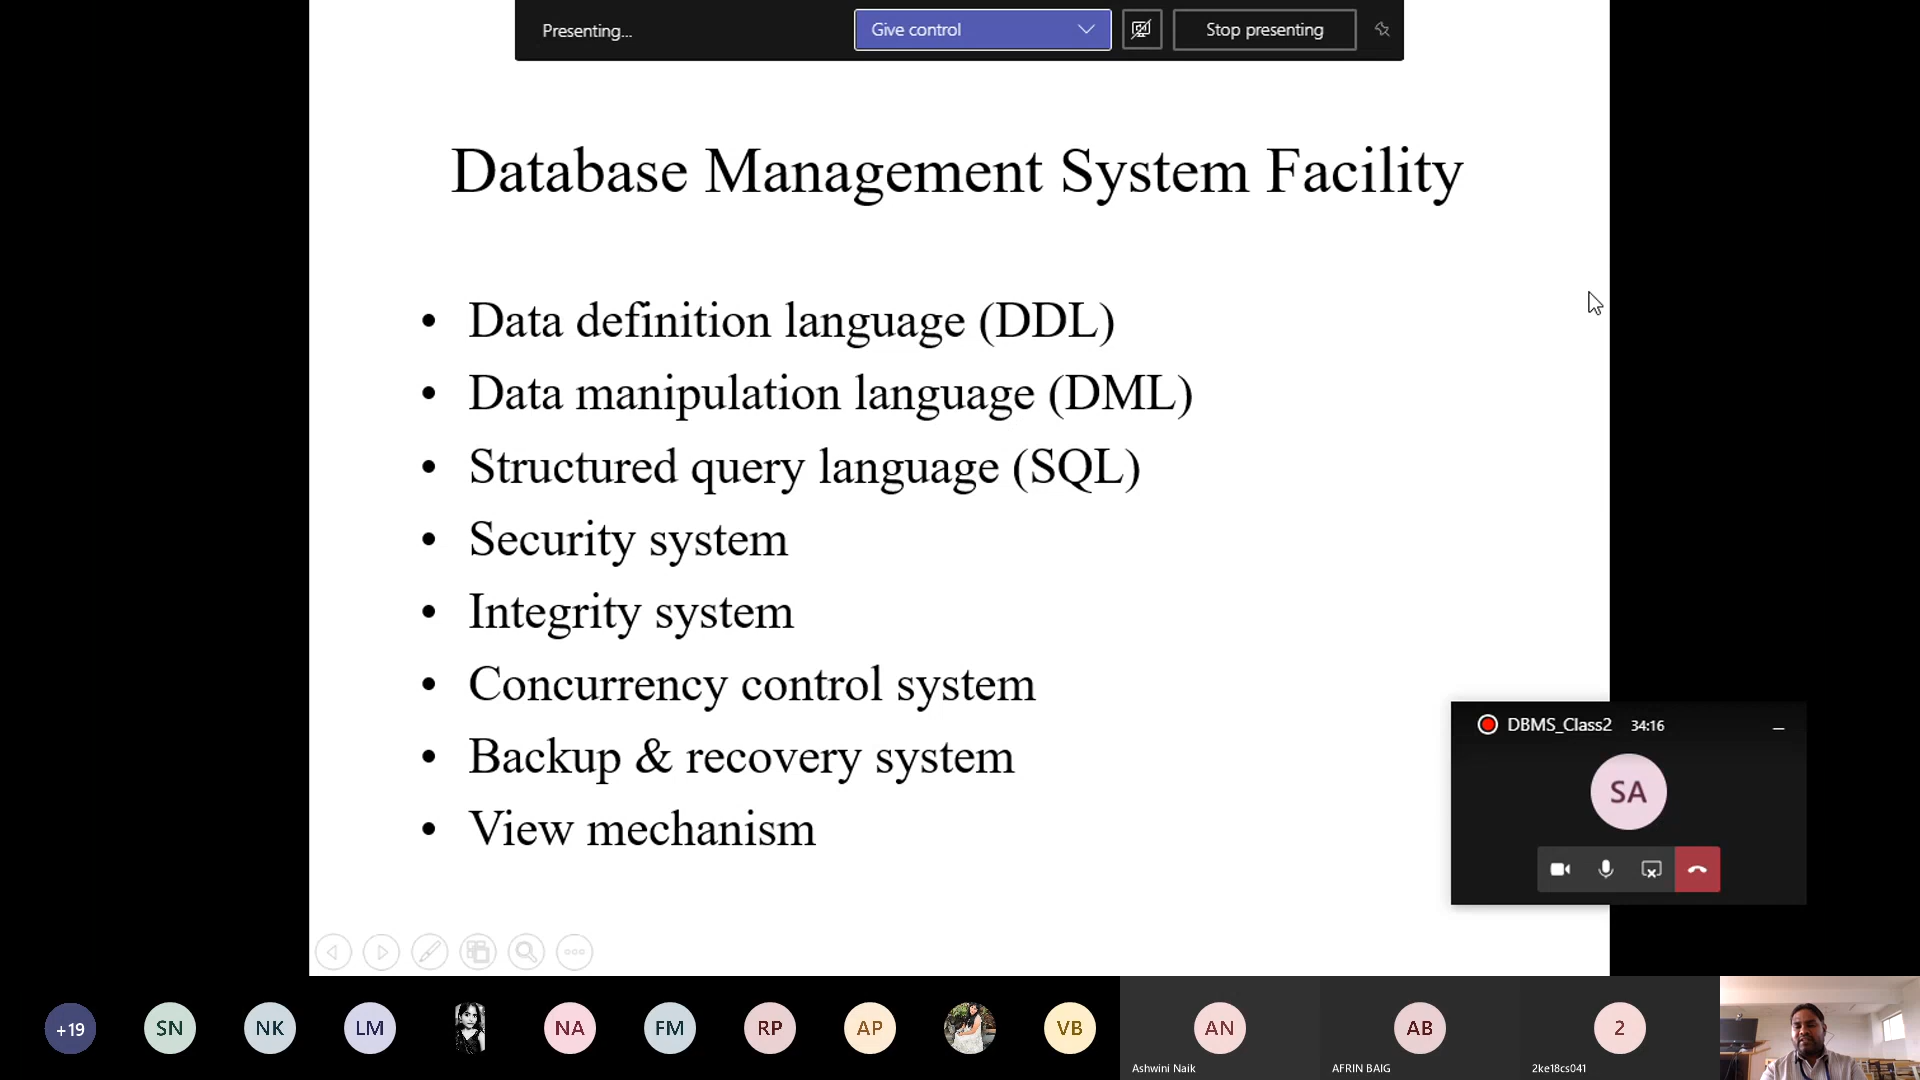 Presenting...
Give control
Stop presenting
Database Management System Facility
• Data definition language (DDL)
• Data manipulation language (DML)
• Structured query language (SQL)
• Security system
• Integrity system
• Concurrency control system
• Backup & recovery system
• View mechanism
DBMS_Class2 34:16
SA
+19 SN NK LM NA FM RP AP VB AN AB 2
Ashwini Naik AFRIN BAIG 2ke18cs041